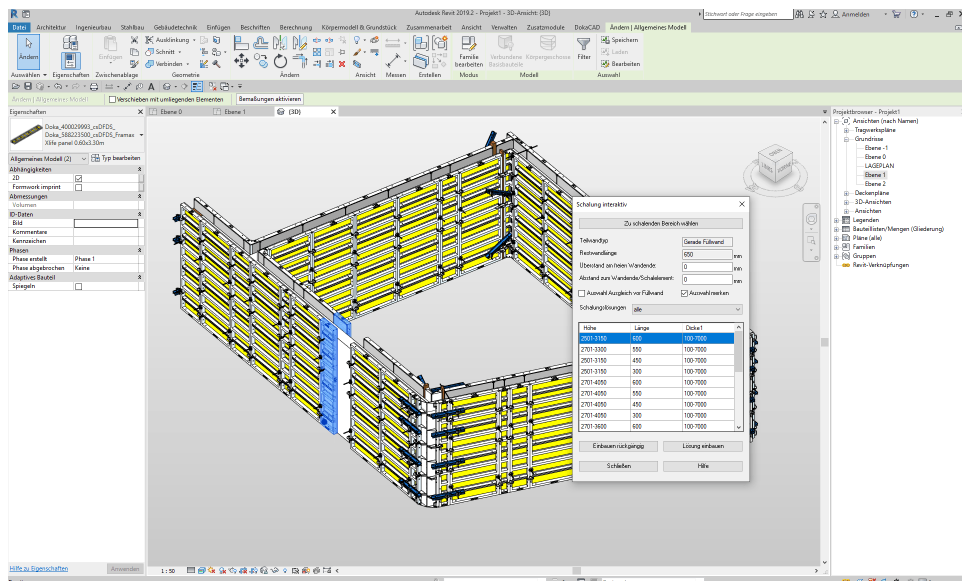 Autodesk Revit 2019.2 - Projekt1 - 3D-Ansicht: {3D}
Stichwort oder Frage eingeben
Anmelden
Datei Architektur Ingenieurbau Stahlbau Gebäudetechnik Einfügen Beschriften Berechnung Körpermodell & Grundstück Zusammenarbeit Ansicht Verwalten Zusatzmodule DokaCAD Ändern | Allgemeines Modell
Ändern
Einfügen
Ausklinkung
Schnitt
Verbinden
Familie bearbeiten
Verbundene Basisbauteile
Körpergeschosse
Filter
Speichern
Laden
Bearbeiten
Auswählen Eigenschaften Zwischenablage Geometrie Ändern Ansicht Messen Erstellen Modus Modell Auswahl
Ändern | Allgemeines Modell
Verschieben mit umliegenden Elementen
Bemaßungen aktivieren
Eigenschaften
Ebene 0
Ebene 1
{3D}
Projektbrowser - Projekt1
Doka_400029993_csDFDS_
Doka_588223500_csDFDS_Framax
Xlife panel 0.60x3.30m
Allgemeines Modell (2)
Typ bearbeiten
Abhängigkeiten
2D
Formwork imprint
Abmessungen
Volumen
ID-Daten
Bild
Kommentare
Kennzeichen
Phasen
Phase erstellt Phase 1
Phase abgebrochen Keine
Adaptives Bauteil
Spiegeln
Hilfe zu Eigenschaften
Anwenden
Ansichten (nach Namen)
Tragwerkspläne
Grundrisse
Ebene -1
Ebene 0
LAGEPLAN
Ebene 1
Ebene 2
Deckenpläne
3D-Ansichten
Ansichten
Legenden
Bauteillisten/Mengen (Gliederung)
Pläne (alle)
Familien
Gruppen
Revit-Verknüpfungen
Schalung interaktiv
Zu schalenden Bereich wählen
Teilwandtyp Gerade Füllwand
Restwandlänge 650 mm
Überstand am freien Wandende: 0 mm
Abstand zum Wandende/Schalelement: 0 mm
Auswahl Ausgleich vor Füllwand
Auswahl merken
Schalungslösungen alle
Höhe Länge Dicke1
2501-3150 600 100-7000
2701-3300 550 100-7000
2501-3150 450 100-7000
2501-3150 300 100-7000
2701-4050 600 100-7000
2701-4050 550 100-7000
2701-4050 450 100-7000
2701-4050 300 100-7000
2701-3600 600 100-7000
Einbauen rückgängig
Lösung einbauen
Schließen
Hilfe
1 : 50